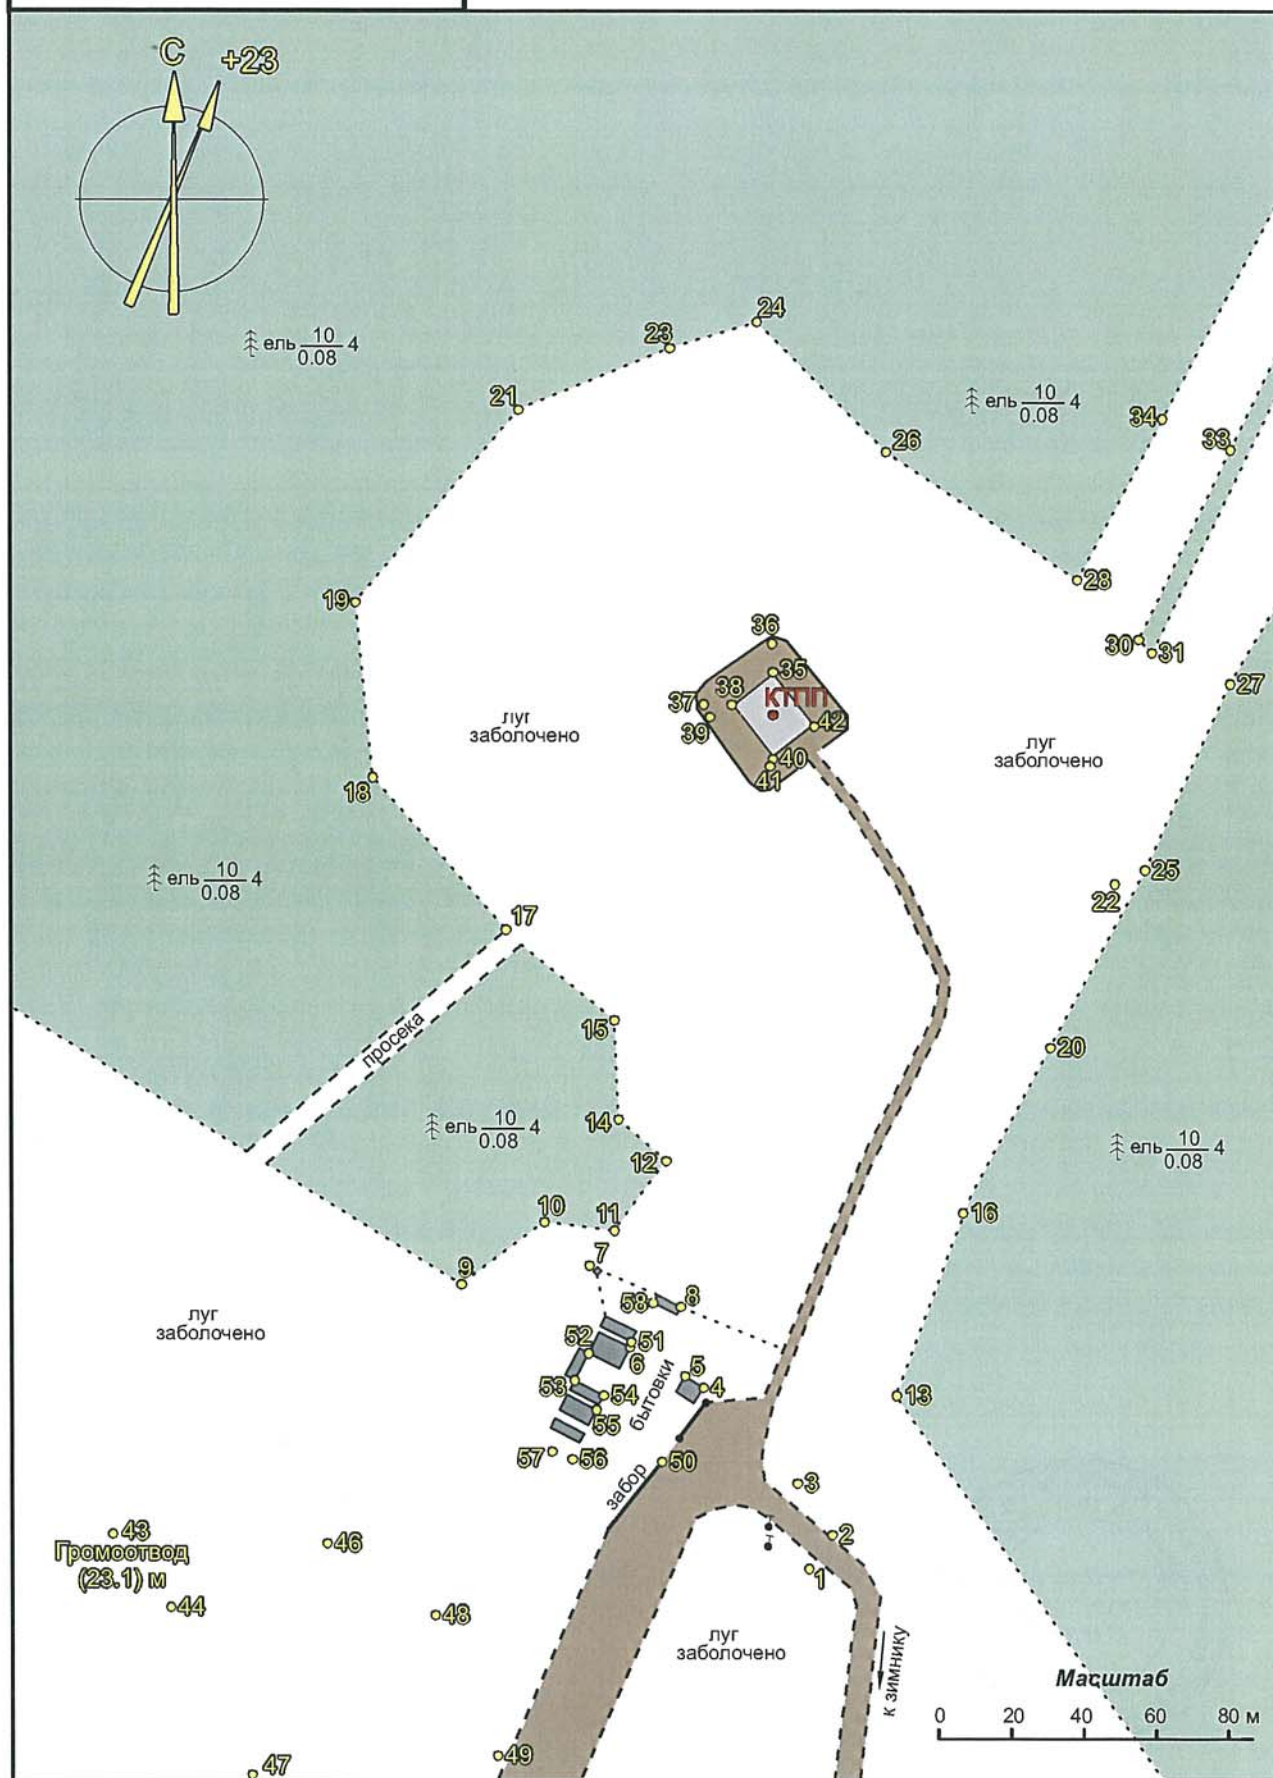 С +23
24
23
ель 10/0.08 4
21
ель 10/0.08 4
34
33
26
28
19
36
30
31
35
27
37
38
КТПП
42
39
луг
заболочено
луг
заболочено
40
41
18
ель 10/0.08 4
25
22
17
15
просека
20
14
ель 10/0.08 4
ель 10/0.08 4
12
10
11
16
7
9
58
8
луг
заболочено
52
51
6
5
4
53
54
бытовки
13
55
57
56
50
забор
3
43
Громоотвод
(23.1) м
46
2
1
44
48
луг
заболочено
к зимнику
Масштаб
0 20 40 60 80 м
49
47